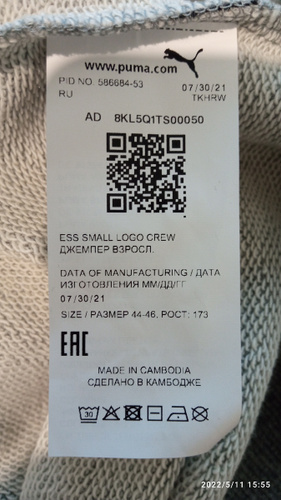 www.puma.com
PID NO. 586684-53 07/30/21
RU TKHRW
AD 8KL5Q1TS00050
ESS SMALL LOGO CREW
ДЖЕМПЕР ВЗРОСЛ.
DATA OF MANUFACTURING / ДАТА
ИЗГОТОВЛЕНИЯ ММ/ДД/ГГ
07/30/21
SIZE / РАЗМЕР 44-46, РОСТ: 173
EAC
MADE IN CAMBODIA
СДЕЛАНО В КАМБОДЖЕ
30
2022/5/11 15:55